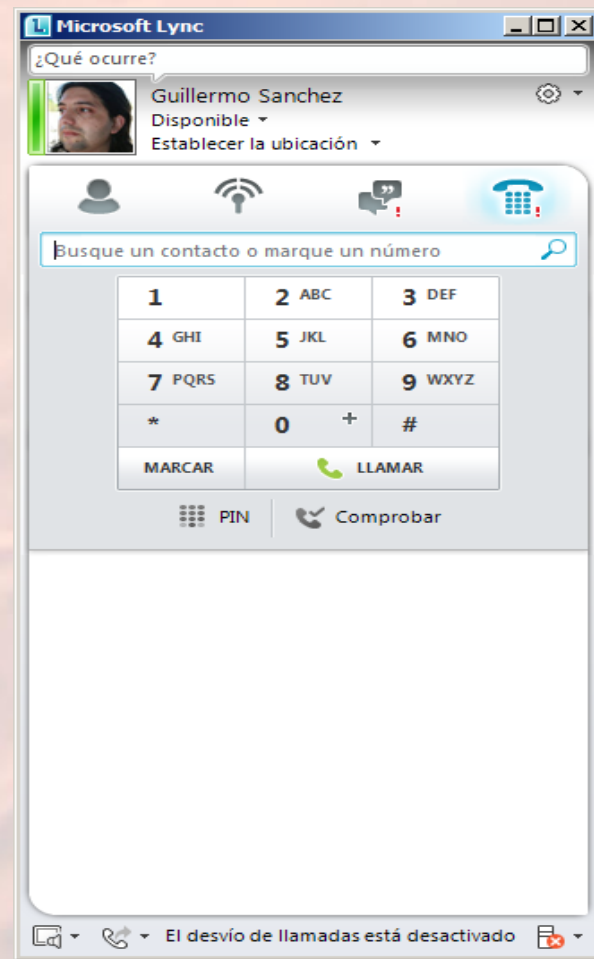 Microsoft Lync
¿Qué ocurre?
Guillermo Sanchez
Disponible
Establecer la ubicación
Busque un contacto o marque un número
1 2 ABC 3 DEF
4 GHI 5 JKL 6 MNO
7 PQRS 8 TUV 9 WXYZ
* 0 + #
MARCAR LLAMAR
PIN Comprobar
El desvío de llamadas está desactivado